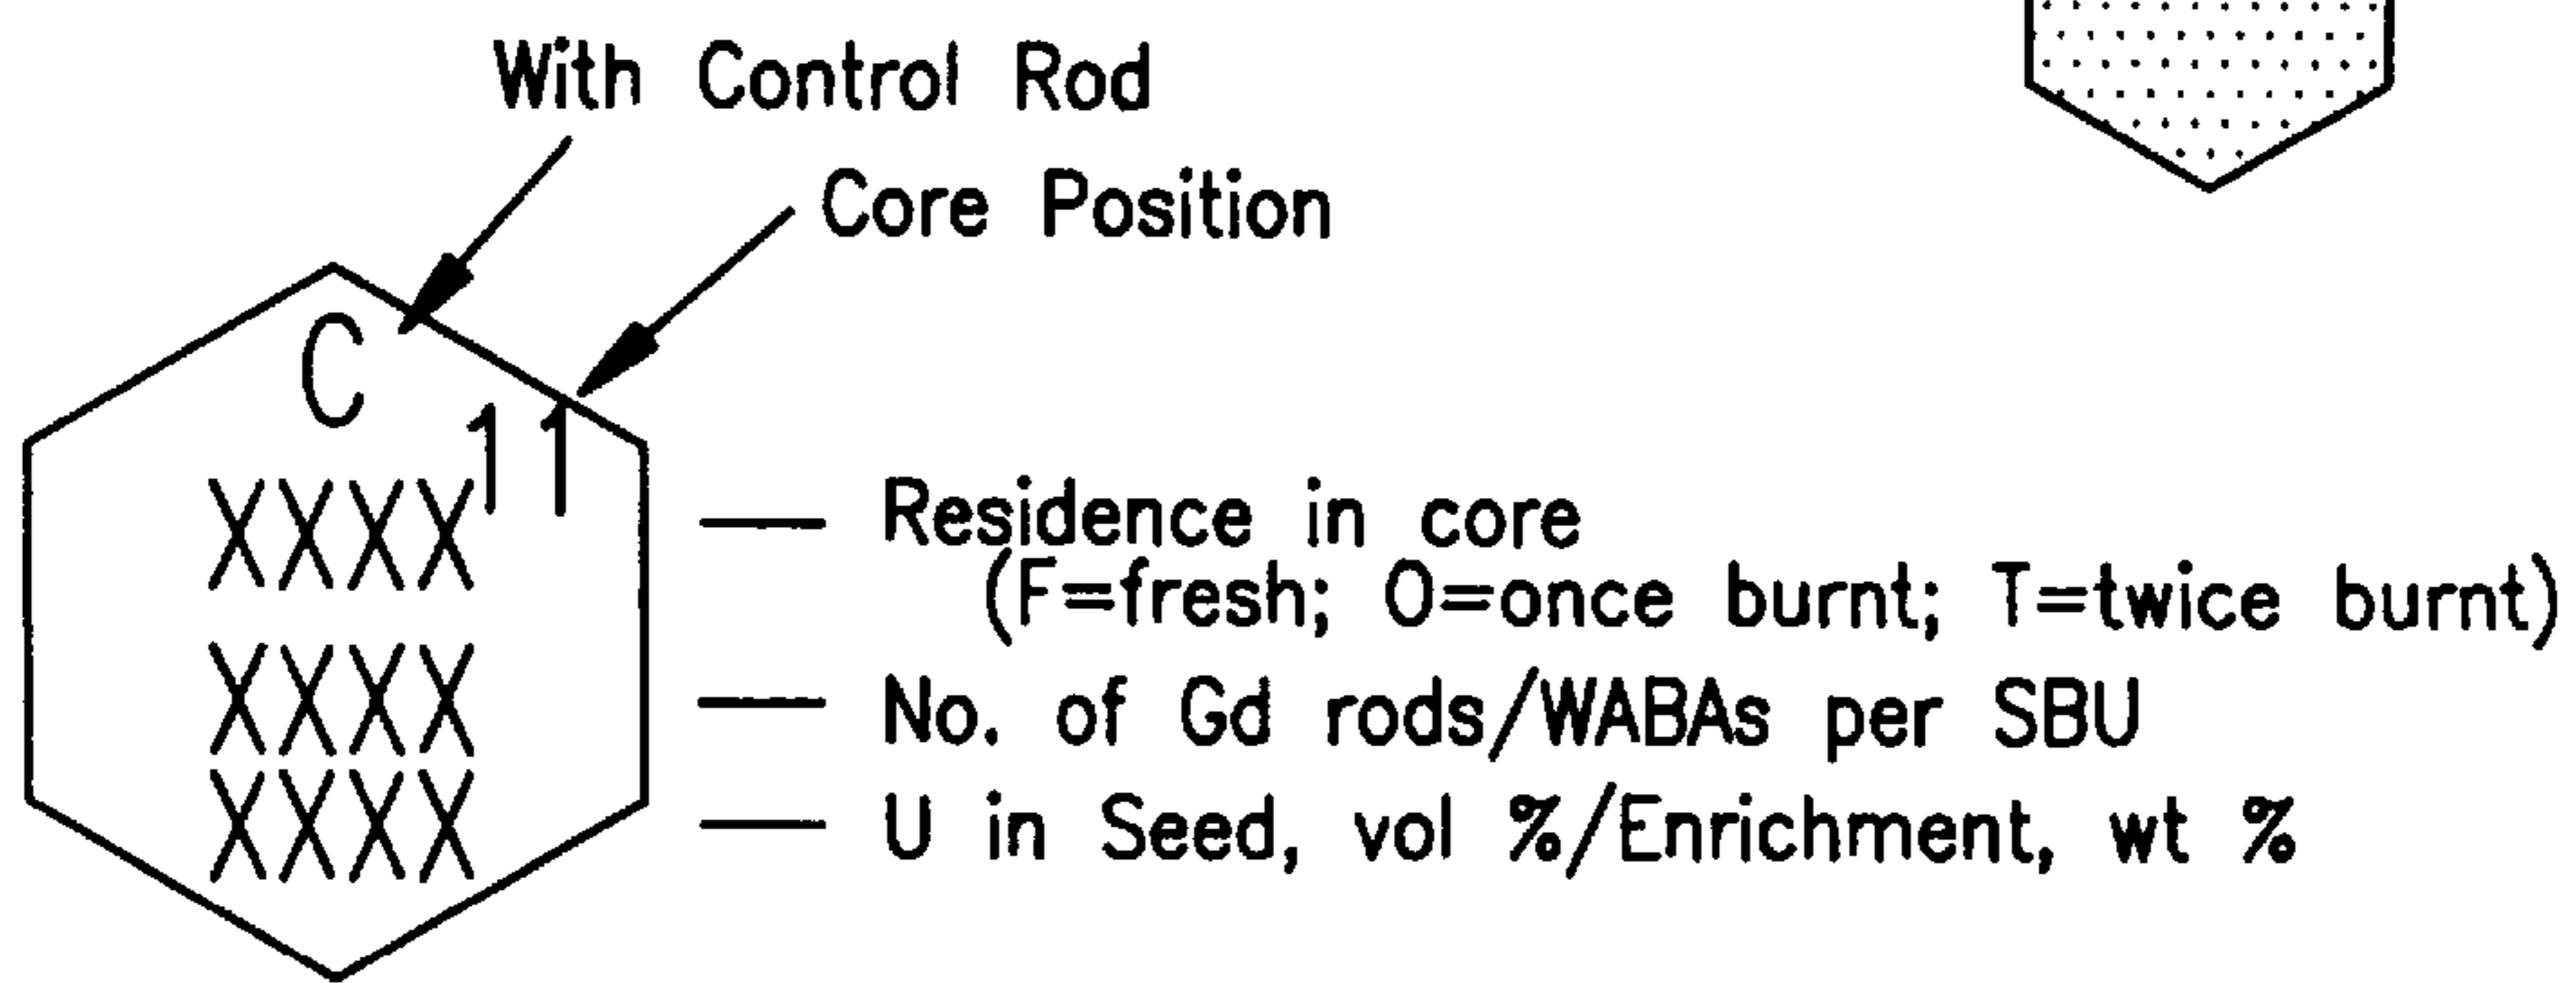 With Control Rod
Core Position
C
11
XXXX — Residence in core
(F=fresh; O=once burnt; T=twice burnt)
XXXX — No. of Gd rods/WABAs per SBU
XXXX — U in Seed, vol %/Enrichment, wt %